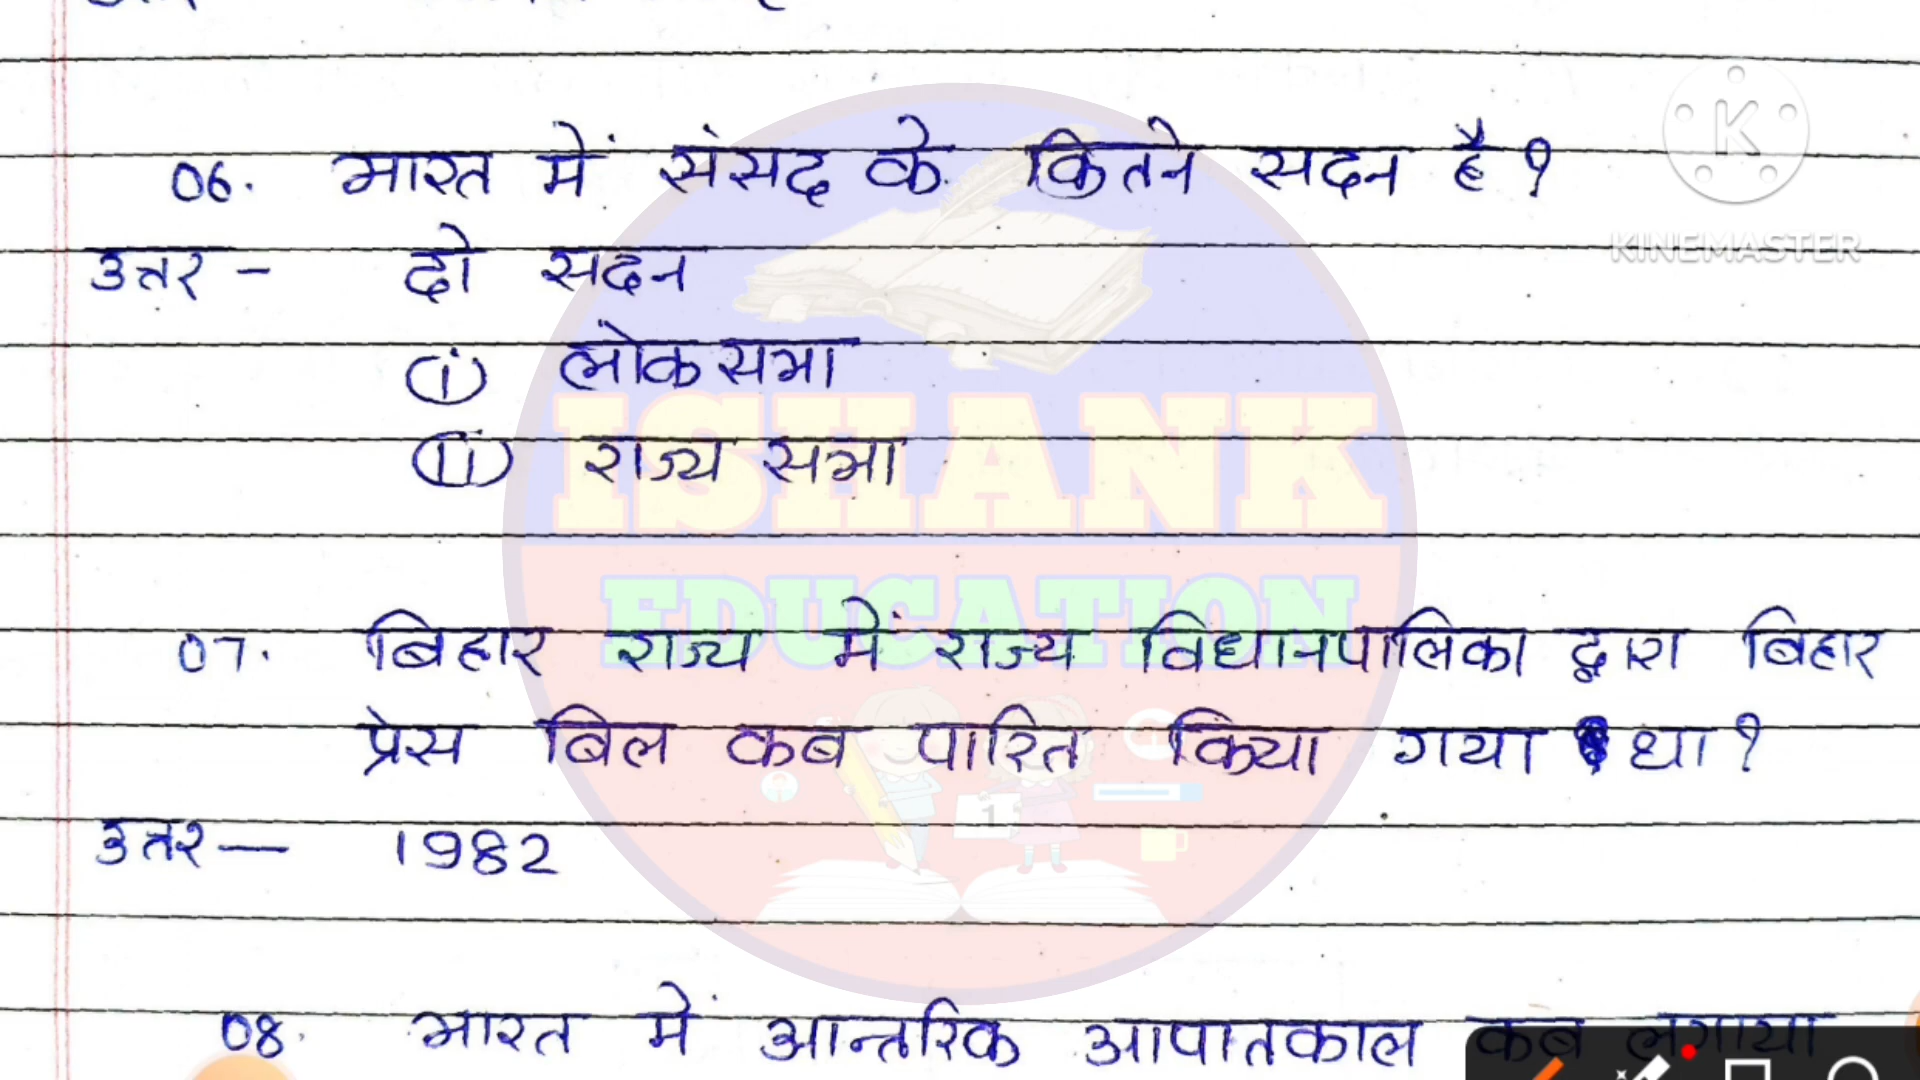 06. भारत में संसद के कितने सदन है?
KINEMASTER
उत्तर - दो सदन
(i) लोकसभा
(ii) राज्य सभा
ISHANK
EDUCATION
07. बिहार राज्य में राज्य विधानपालिका द्वारा बिहार
प्रेस बिल कब पारित किया गया था?
उत्तर — 1982
08. भारत में आन्तरिक आपातकाल कब लगाया